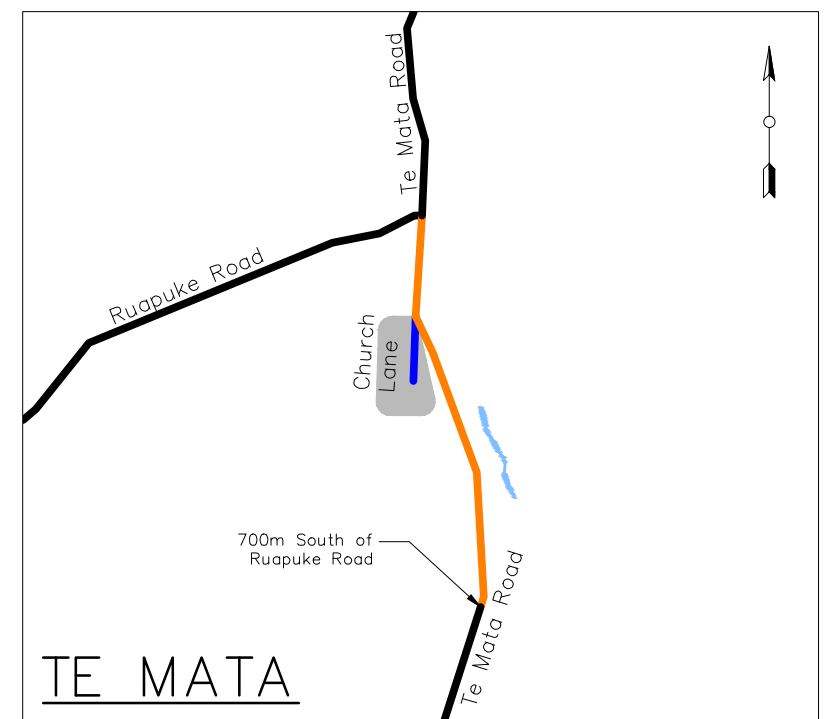 Te Mata Road
Ruapuke Road
Church
Lane
700m South of
Ruapuke Road
Te Mata Road
TE MATA